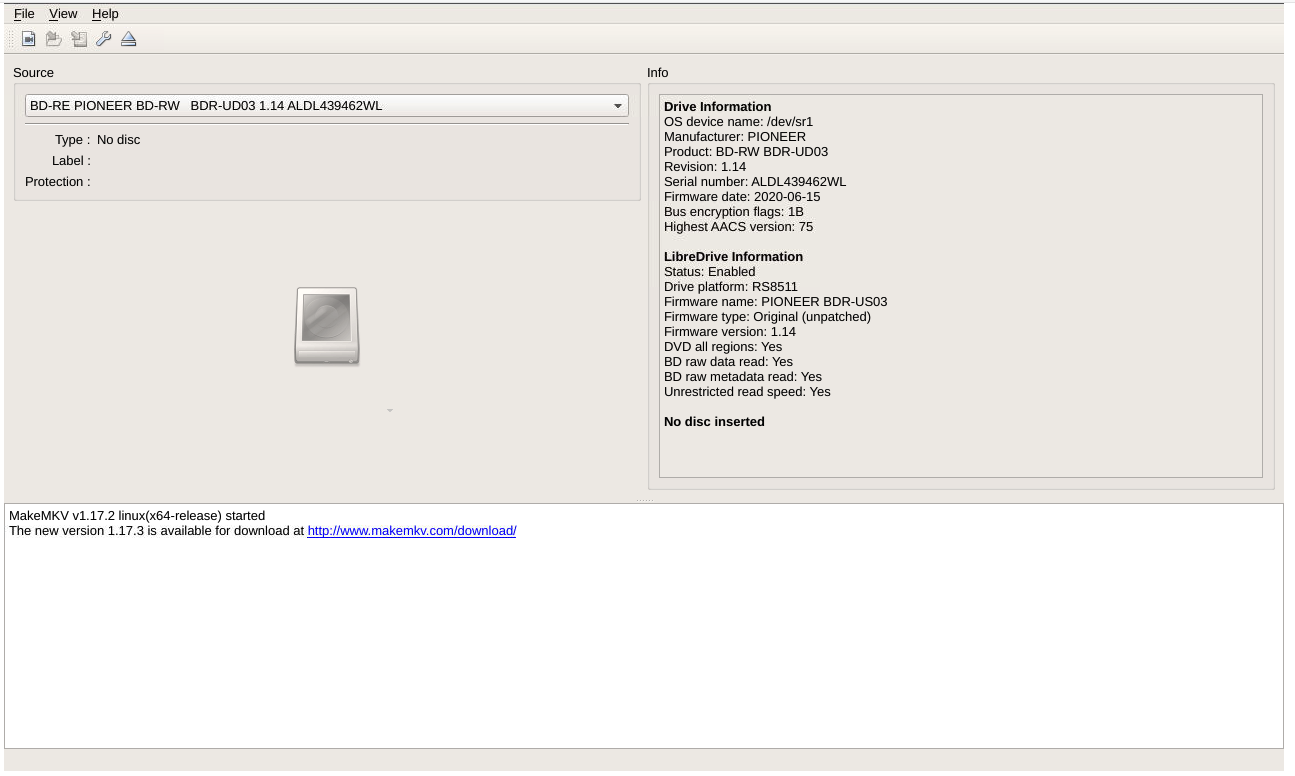 File View Help
Source
BD-RE PIONEER BD-RW   BDR-UD03 1.14 ALDL439462WL
Type : No disc
Label :
Protection :
Info
Drive Information
OS device name: /dev/sr1
Manufacturer: PIONEER
Product: BD-RW BDR-UD03
Revision: 1.14
Serial number: ALDL439462WL
Firmware date: 2020-06-15
Bus encryption flags: 1B
Highest AACS version: 75
LibreDrive Information
Status: Enabled
Drive platform: RS8511
Firmware name: PIONEER BDR-US03
Firmware type: Original (unpatched)
Firmware version: 1.14
DVD all regions: Yes
BD raw data read: Yes
BD raw metadata read: Yes
Unrestricted read speed: Yes
No disc inserted
MakeMKV v1.17.2 linux(x64-release) started
The new version 1.17.3 is available for download at http://www.makemkv.com/download/